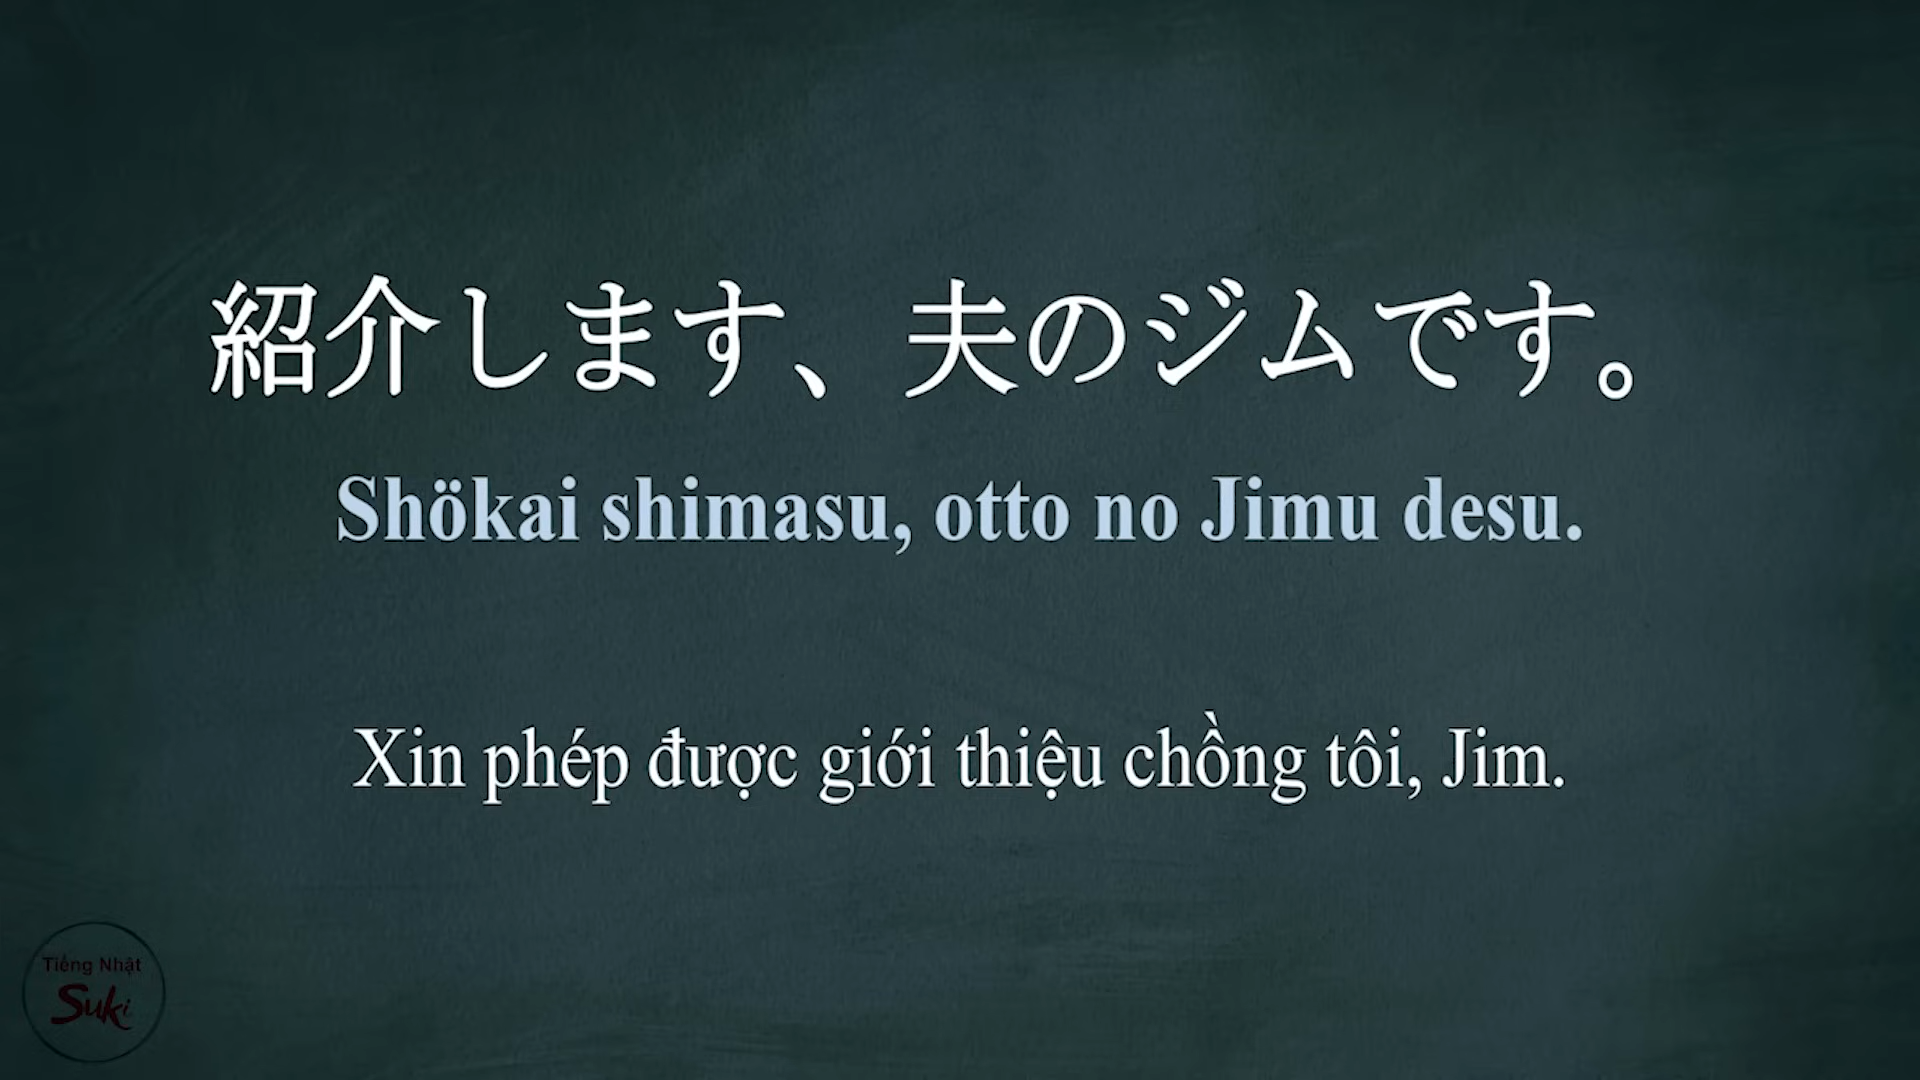 紹介します、夫のジムです。
Shökai shimasu, otto no Jimu desu.
Xin phép được giới thiệu chồng tôi, Jim.
Tiếng Nhật
Suki